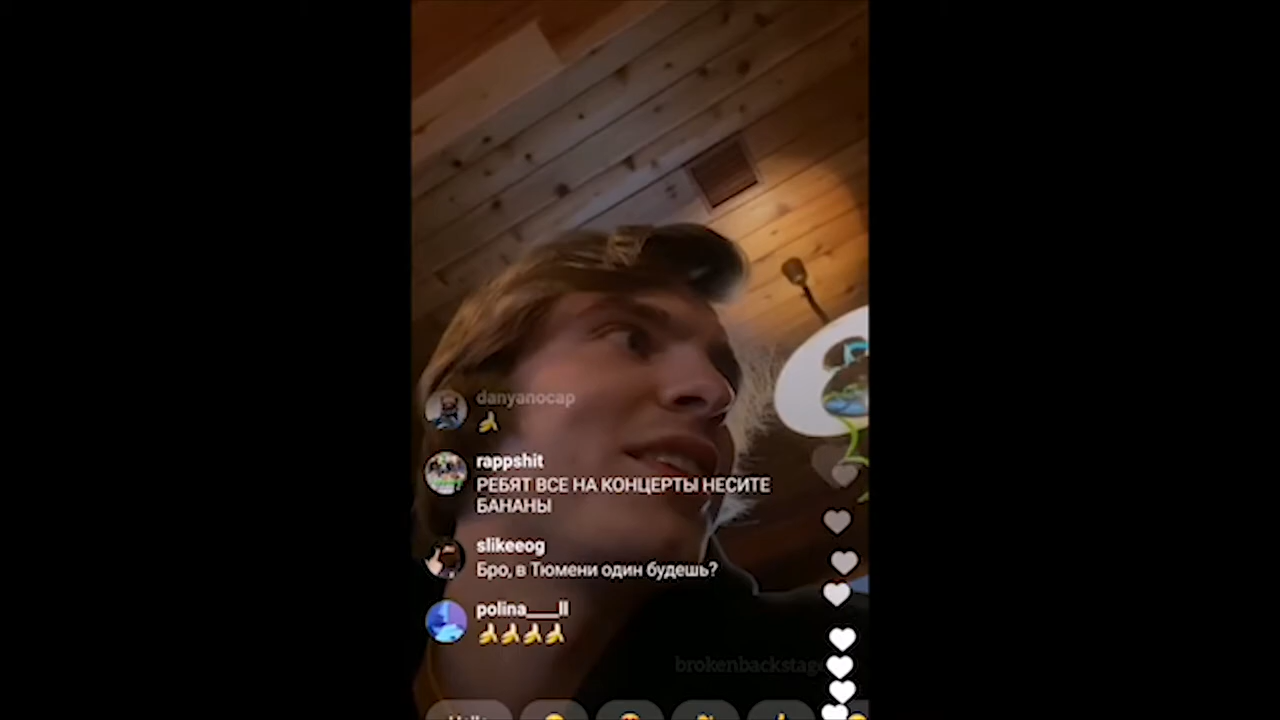 danyanocap
🍌
rappshit
РЕБЯТ ВСЕ НА КОНЦЕРТЫ НЕСИТЕ
БАНАНЫ
slikeeog
Бро, в Тюмени один будешь?
polina___ll
🍌🍌🍌🍌
brokenbackstage